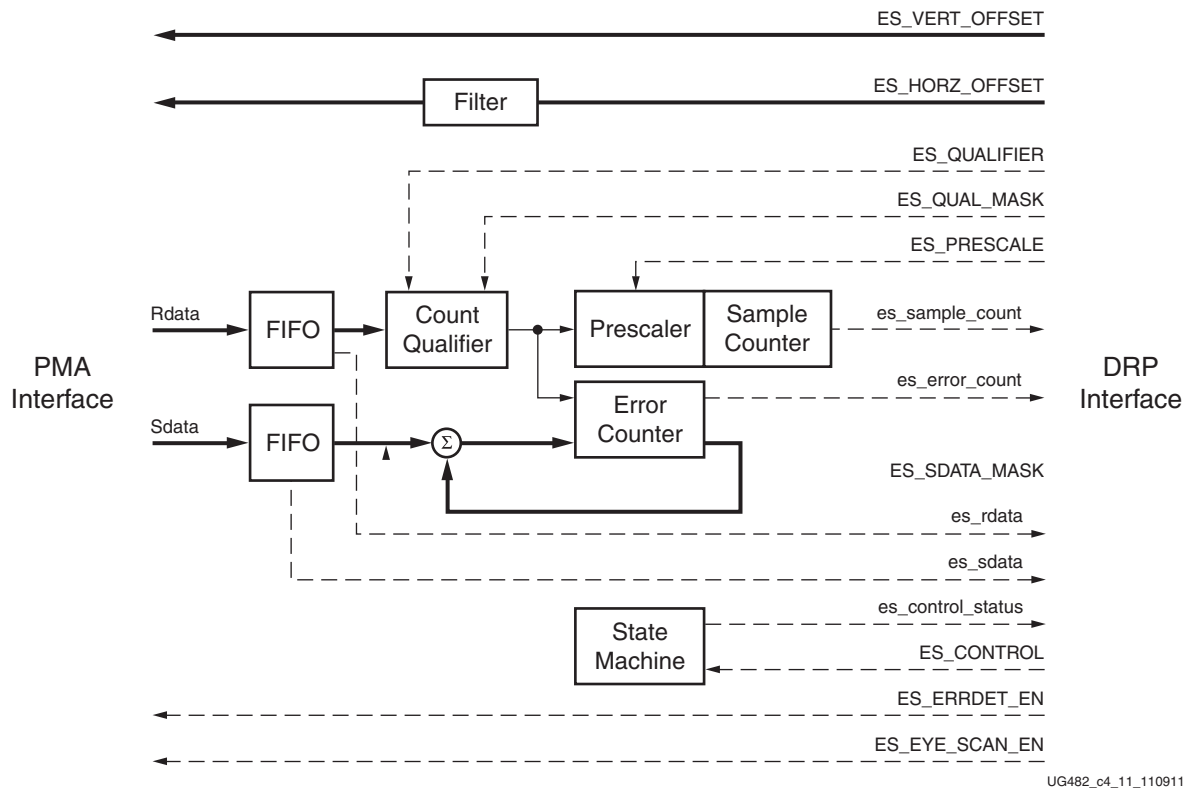 ES_VERT_OFFSET
ES_HORZ_OFFSET
Filter
ES_QUALIFIER
ES_QUAL_MASK
ES_PRESCALE
Rdata
FIFO
Count
Qualifier
Prescaler
Sample
Counter
es_sample_count
PMA
Interface
DRP
Interface
es_error_count
Error
Counter
Sdata
FIFO
Σ
ES_SDATA_MASK
es_rdata
es_sdata
es_control_status
State
Machine
ES_CONTROL
ES_ERRDET_EN
ES_EYE_SCAN_EN
UG482_c4_11_110911